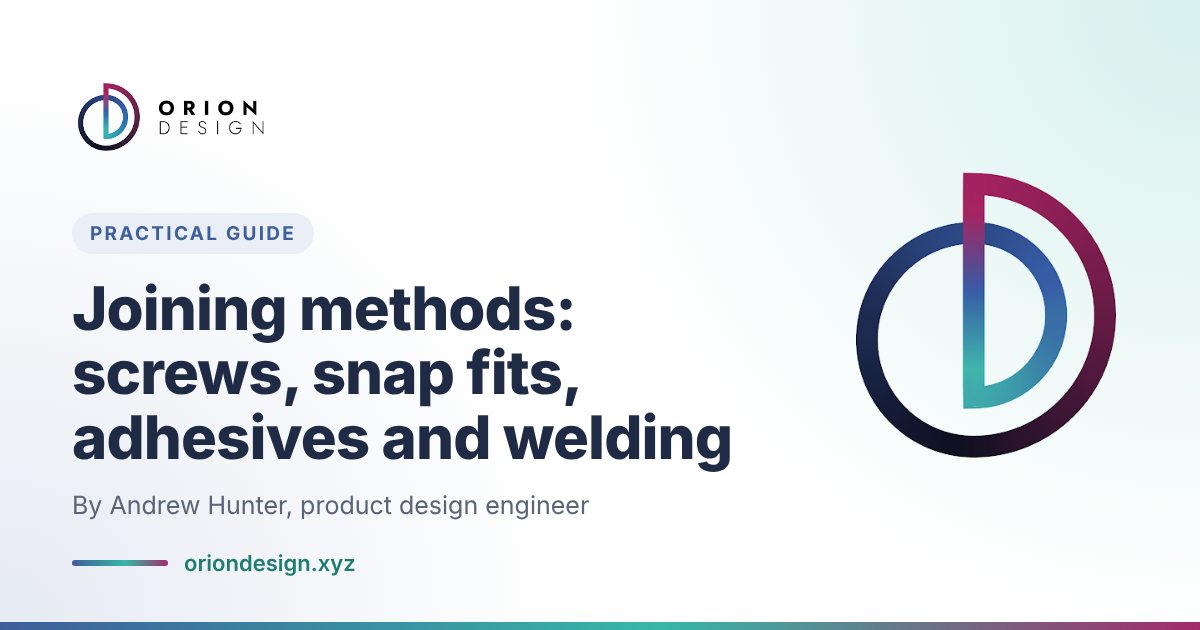 ORION
DESIGN
PRACTICAL GUIDE
Joining methods:
screws, snap fits,
adhesives and welding
By Andrew Hunter, product design engineer
oriondesign.xyz